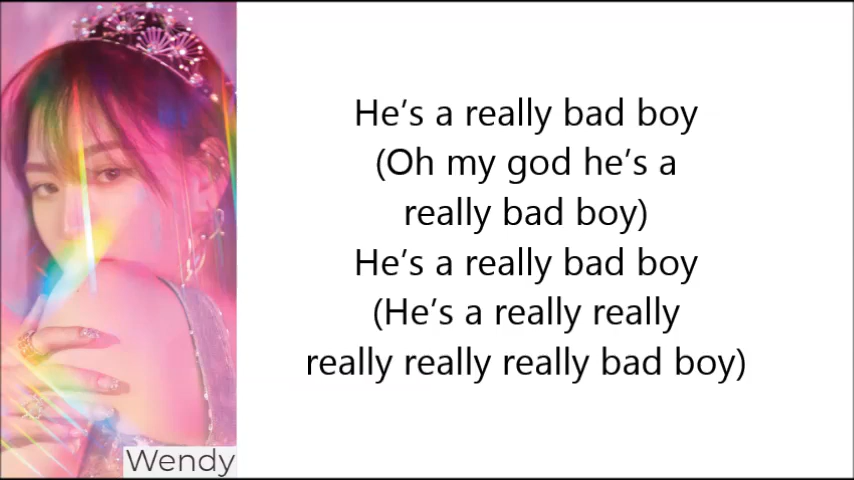 He's a really bad boy
(Oh my god he's a
really bad boy)
He's a really bad boy
(He's a really really
really really really bad boy)
Wendy